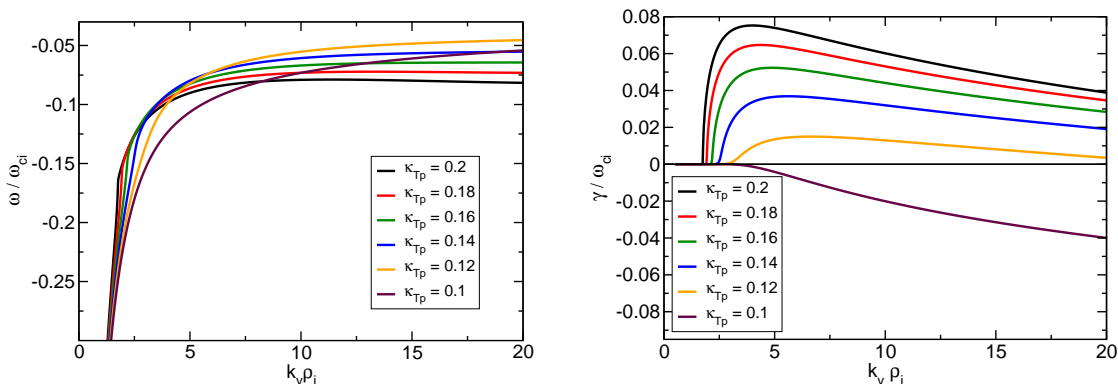 -0.05
-0.1
-0.15
-0.2
-0.25
ω / ω_ci
0 5 10 15 20
k_y ρ_i
κ_Tp = 0.2
κ_Tp = 0.18
κ_Tp = 0.16
κ_Tp = 0.14
κ_Tp = 0.12
κ_Tp = 0.1
0.08
0.06
0.04
0.02
0
-0.02
-0.04
-0.06
-0.08
γ / ω_ci
0 5 10 15 20
k_y ρ_i
κ_Tp = 0.2
κ_Tp = 0.18
κ_Tp = 0.16
κ_Tp = 0.14
κ_Tp = 0.12
κ_Tp = 0.1